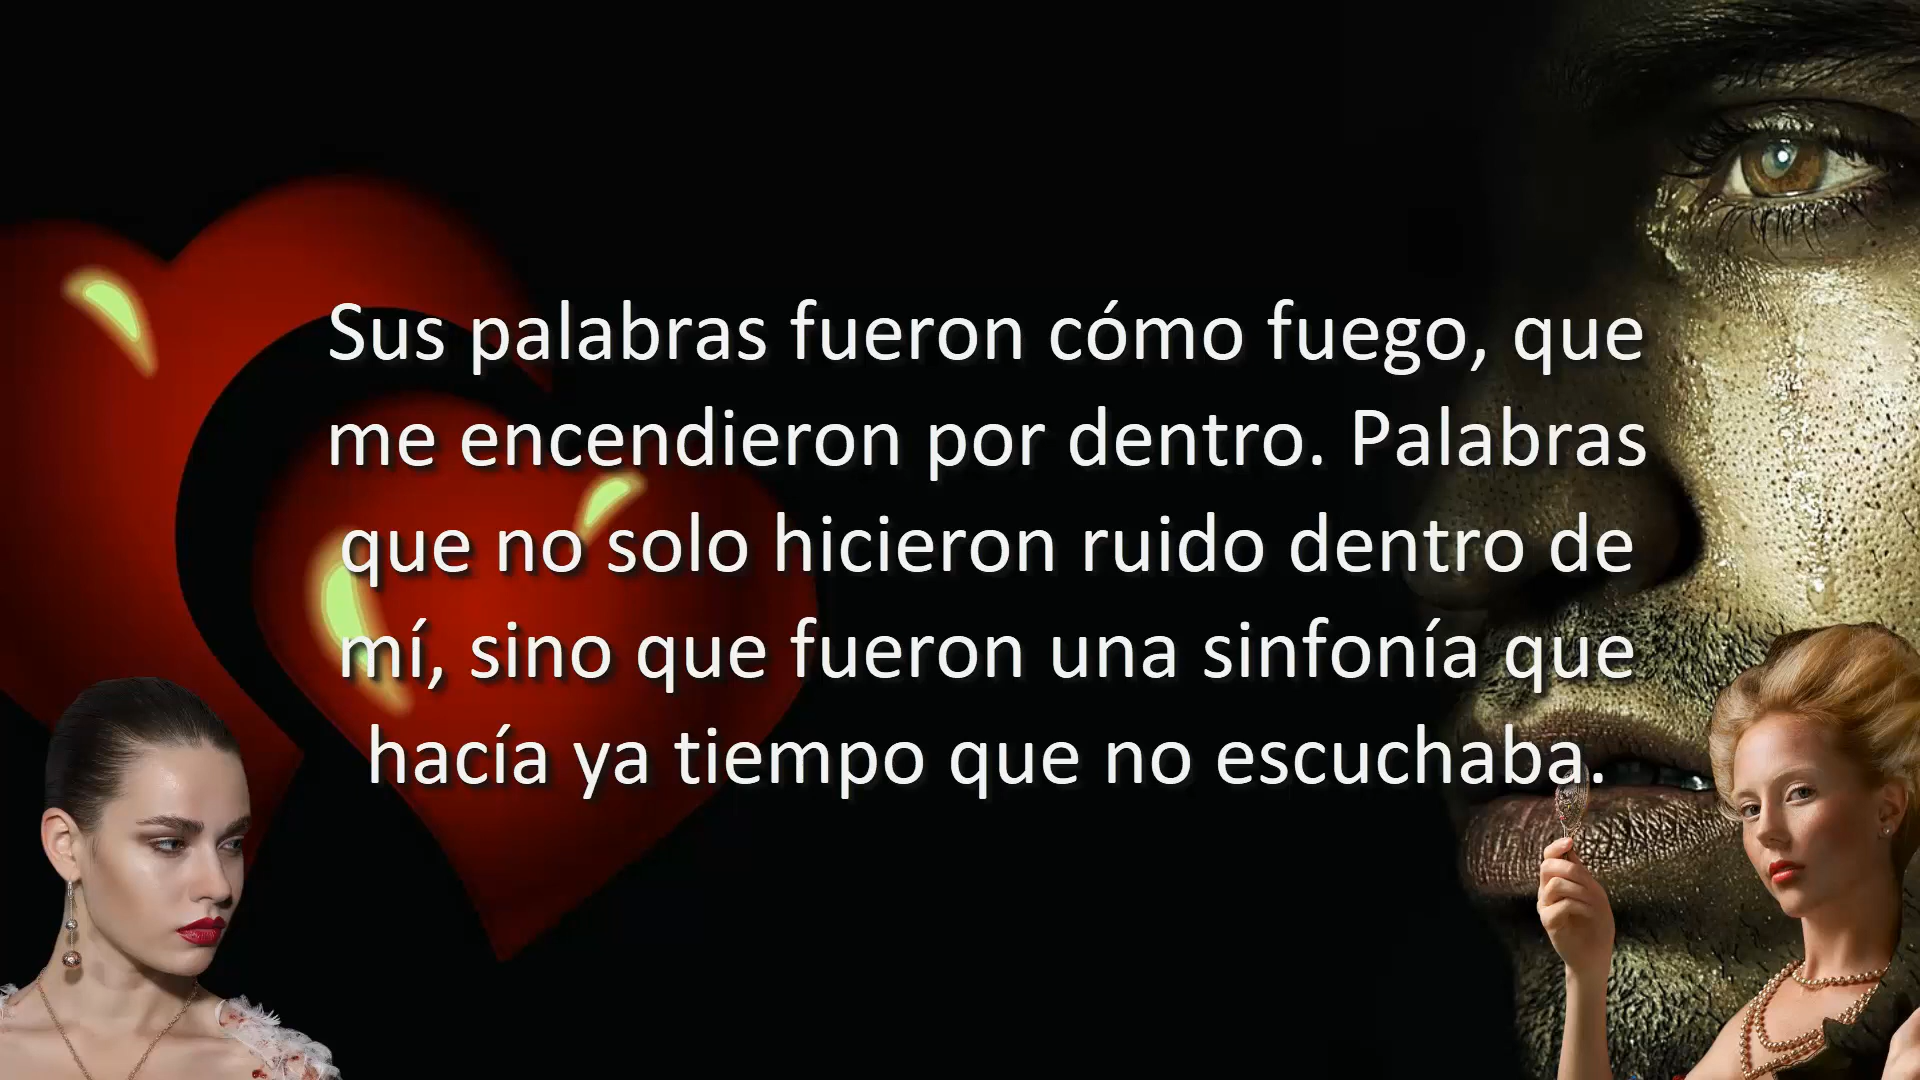 Sus palabras fueron cómo fuego, que
me encendieron por dentro. Palabras
que no solo hicieron ruido dentro de
mí, sino que fueron una sinfonía que
hacía ya tiempo que no escuchaba.